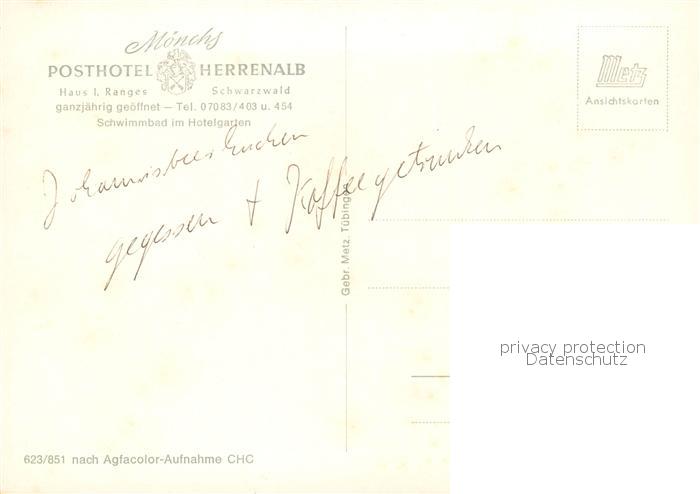 Mönchs
POSTHOTEL HERRENALB
Haus I. Ranges Schwarzwald
ganzjährig geöffnet — Tel. 07083/403 u. 454
Schwimmbad im Hotelgarten
Metz
Ansichtskarten
Johannisbeerkuchen
gegessen + Kaffee getrunken
Gebr. Metz, Tübingen
privacy protection
Datenschutz
623/851 nach Agfacolor-Aufnahme CHC